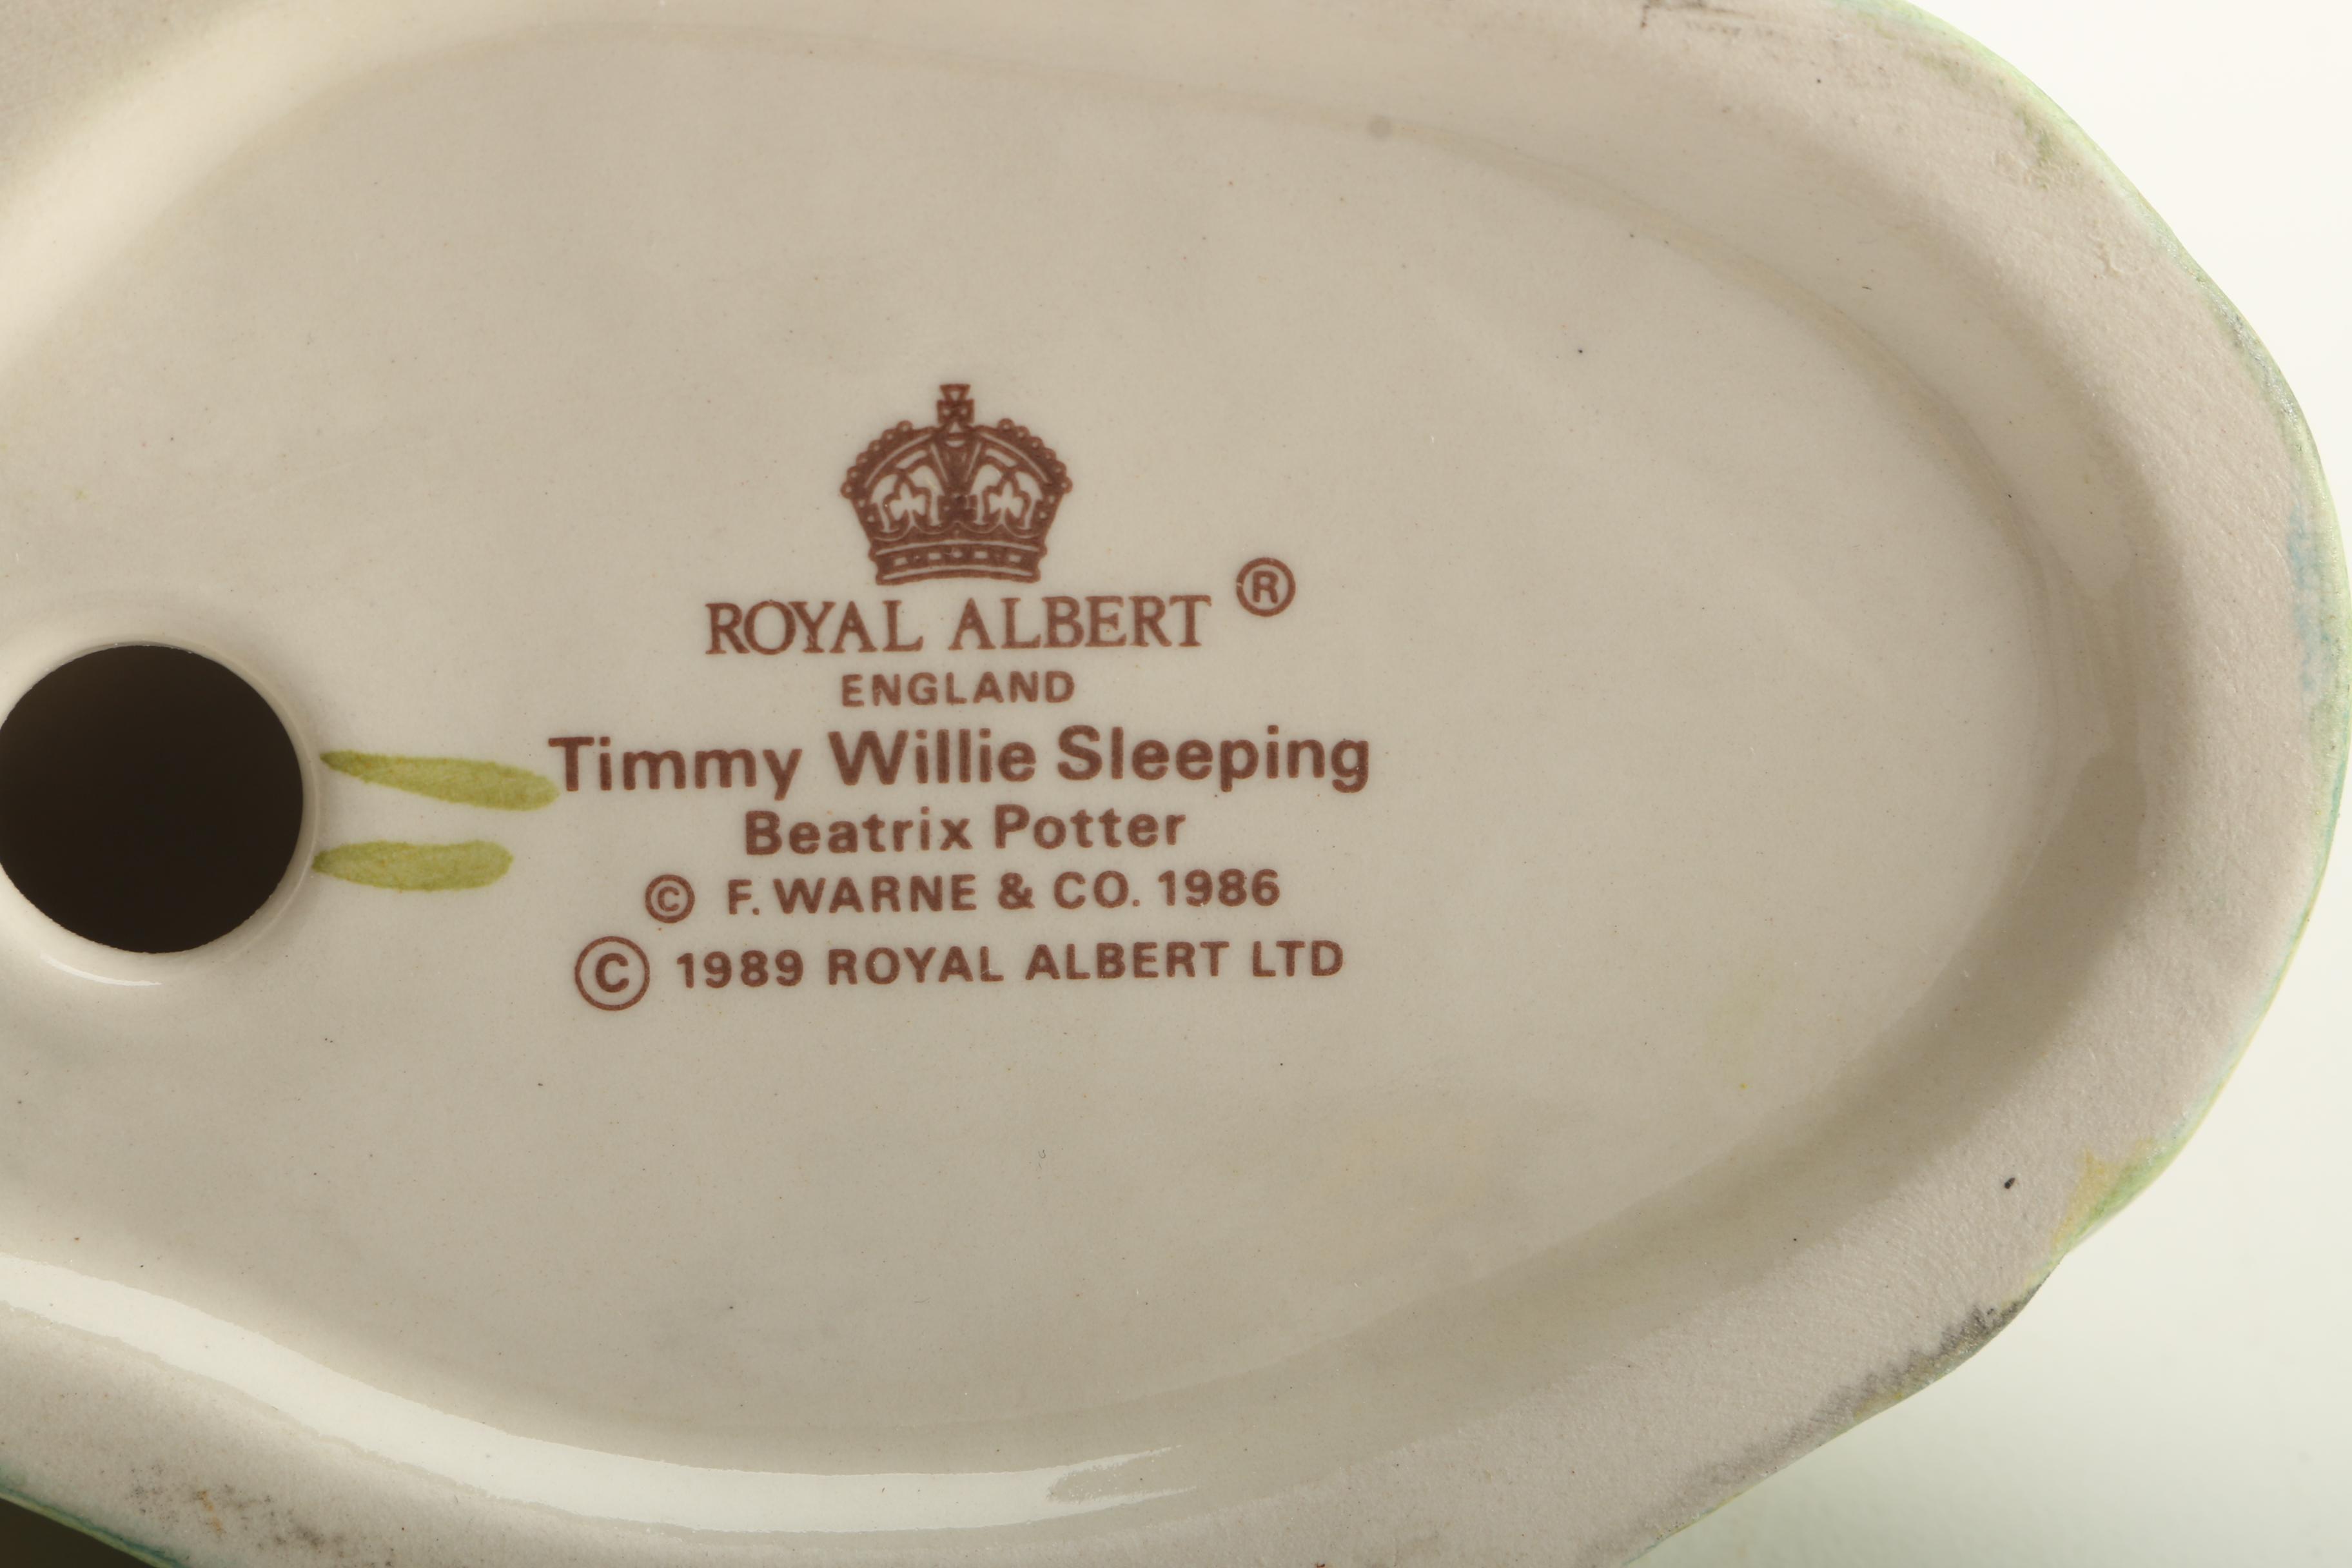 ROYAL ALBERT ®
ENGLAND
Timmy Willie Sleeping
Beatrix Potter
© F. WARNE & CO. 1986
© 1989 ROYAL ALBERT LTD